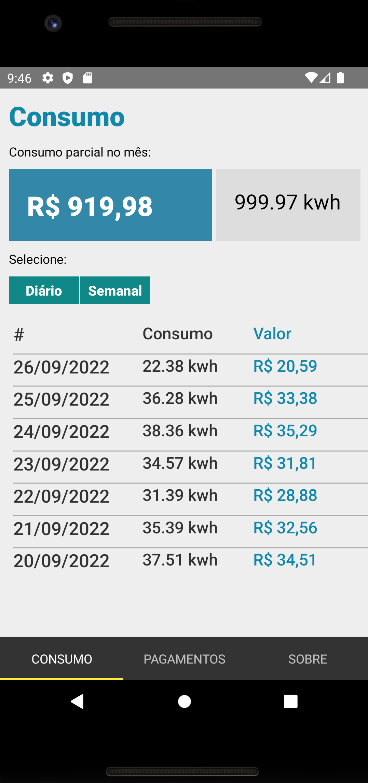 9:46
Consumo
Consumo parcial no mês:
R$ 919,98 999.97 kwh
Selecione:
Diário Semanal
# Consumo Valor
26/09/2022 22.38 kwh R$ 20,59
25/09/2022 36.28 kwh R$ 33,38
24/09/2022 38.36 kwh R$ 35,29
23/09/2022 34.57 kwh R$ 31,81
22/09/2022 31.39 kwh R$ 28,88
21/09/2022 35.39 kwh R$ 32,56
20/09/2022 37.51 kwh R$ 34,51
CONSUMO PAGAMENTOS SOBRE